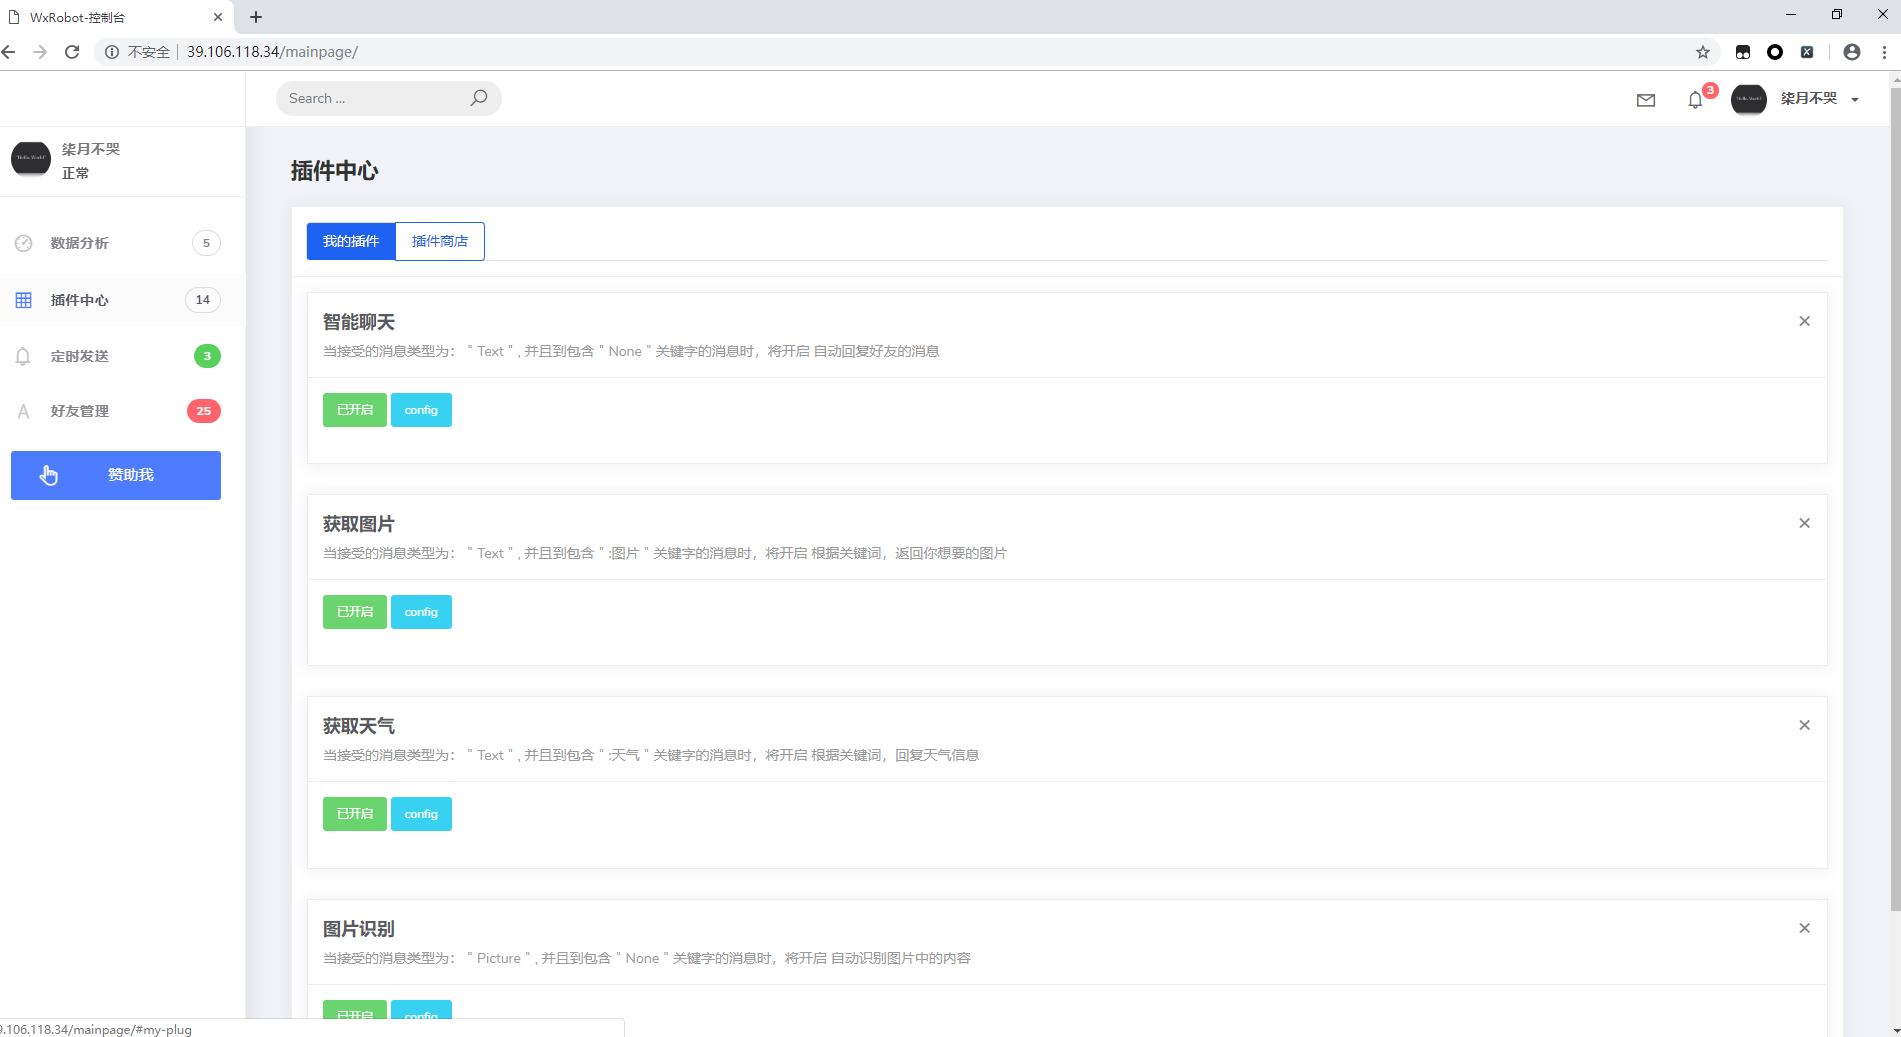 WxRobot-控制台
不安全 39.106.118.34/mainpage/
Search ...
3
柒月不哭
柒月不哭
正常
数据分析 5
插件中心 14
定时发送 3
好友管理 25
赞助我
插件中心
我的插件 插件商店
智能聊天
当接受的消息类型为： " Text " , 并且到包含 " None " 关键字的消息时，将开启 自动回复好友的消息
已开启 config
获取图片
当接受的消息类型为： " Text " , 并且到包含 " :图片 " 关键字的消息时，将开启 根据关键词，返回你想要的图片
已开启 config
获取天气
当接受的消息类型为： " Text " , 并且到包含 " :天气 " 关键字的消息时，将开启 根据关键词，回复天气信息
已开启 config
图片识别
当接受的消息类型为： " Picture " , 并且到包含 " None " 关键字的消息时，将开启 自动识别图片中的内容
已开启 config
9.106.118.34/mainpage/#my-plug